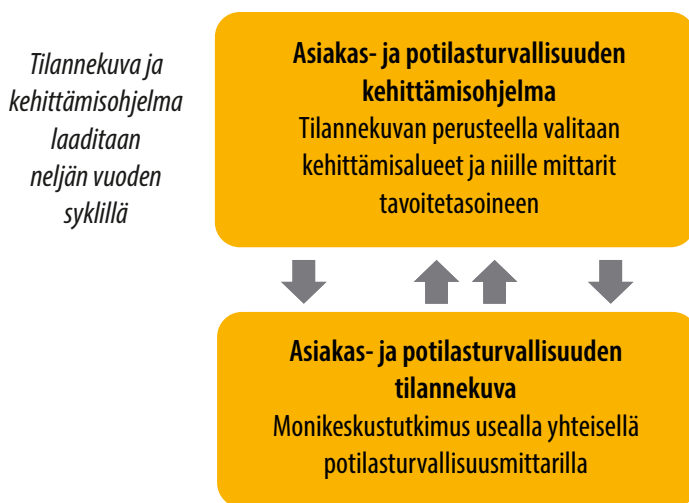 Tilannekuva ja
kehittämisohjelma
laaditaan
neljän vuoden
syklillä
Asiakas- ja potilasturvallisuuden
kehittämisohjelma
Tilannekuvan perusteella valitaan
kehittämisalueet ja niille mittarit
tavoitetasoineen
Asiakas- ja potilasturvallisuuden
tilannekuva
Monikeskustutkimus usealla yhteisellä
potilasturvallisuusmittarilla